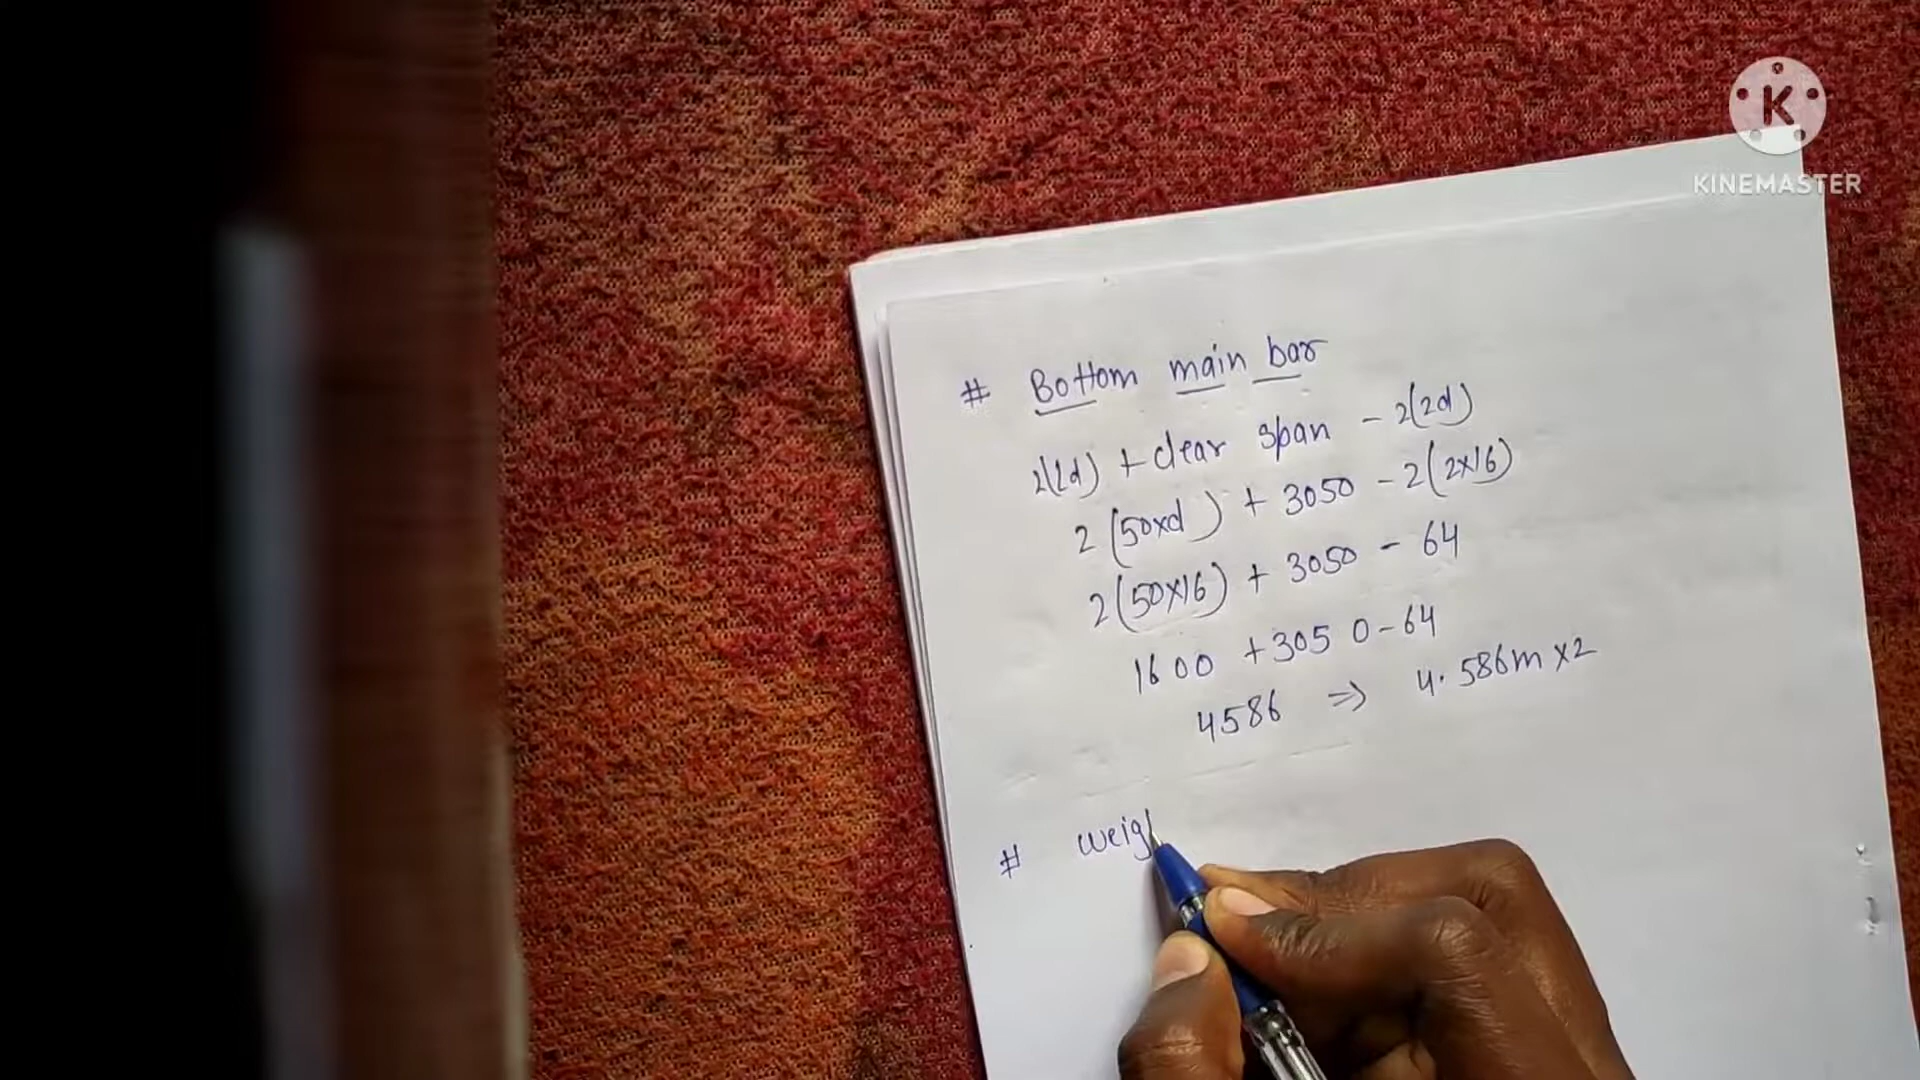 KINEMASTER
# Bottom main bar
2(Ld) + clear span - 2(2d)
2(50xd) + 3050 - 2(2x16)
2(50x16) + 3050 - 64
1600 + 3050 - 64
4586 ⇒ 4.586m x2
# weigh